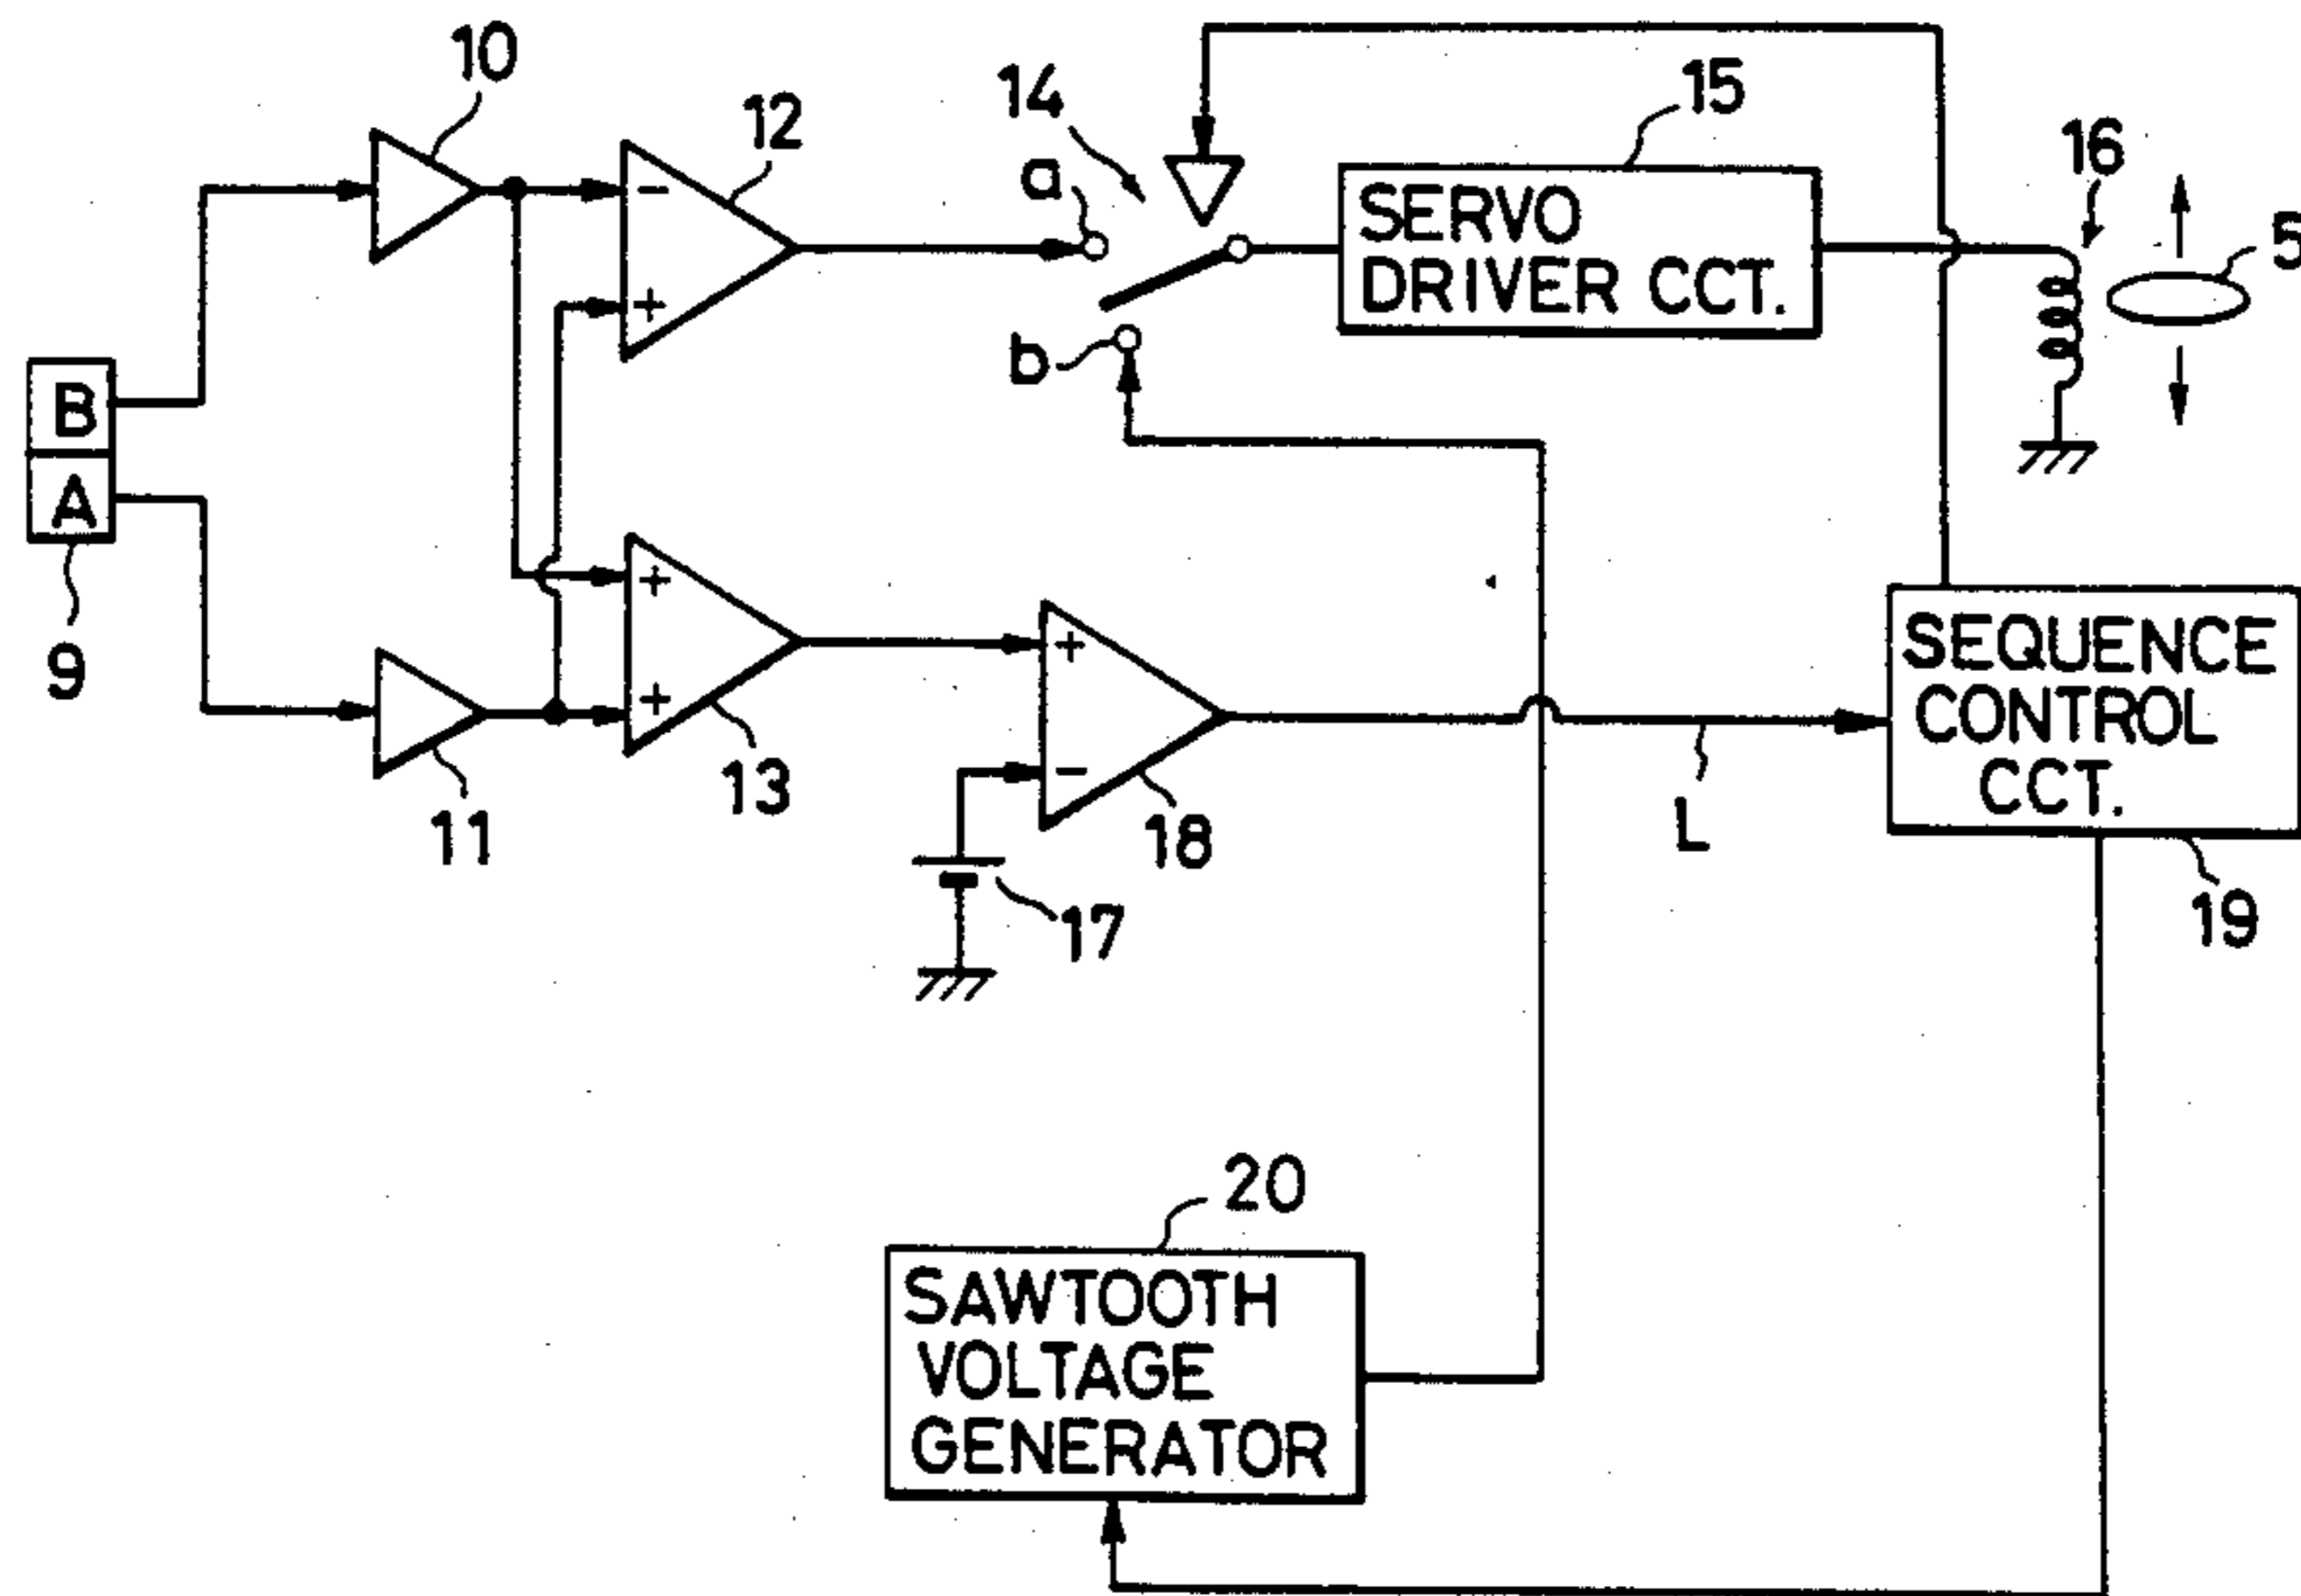 10
12
14
15
16
a
SERVO
DRIVER CCT.
5
-
+
b
B
A
9
+
+
11
13
+
-
18
17
L
SEQUENCE
CONTROL
CCT.
19
20
SAWTOOTH
VOLTAGE
GENERATOR